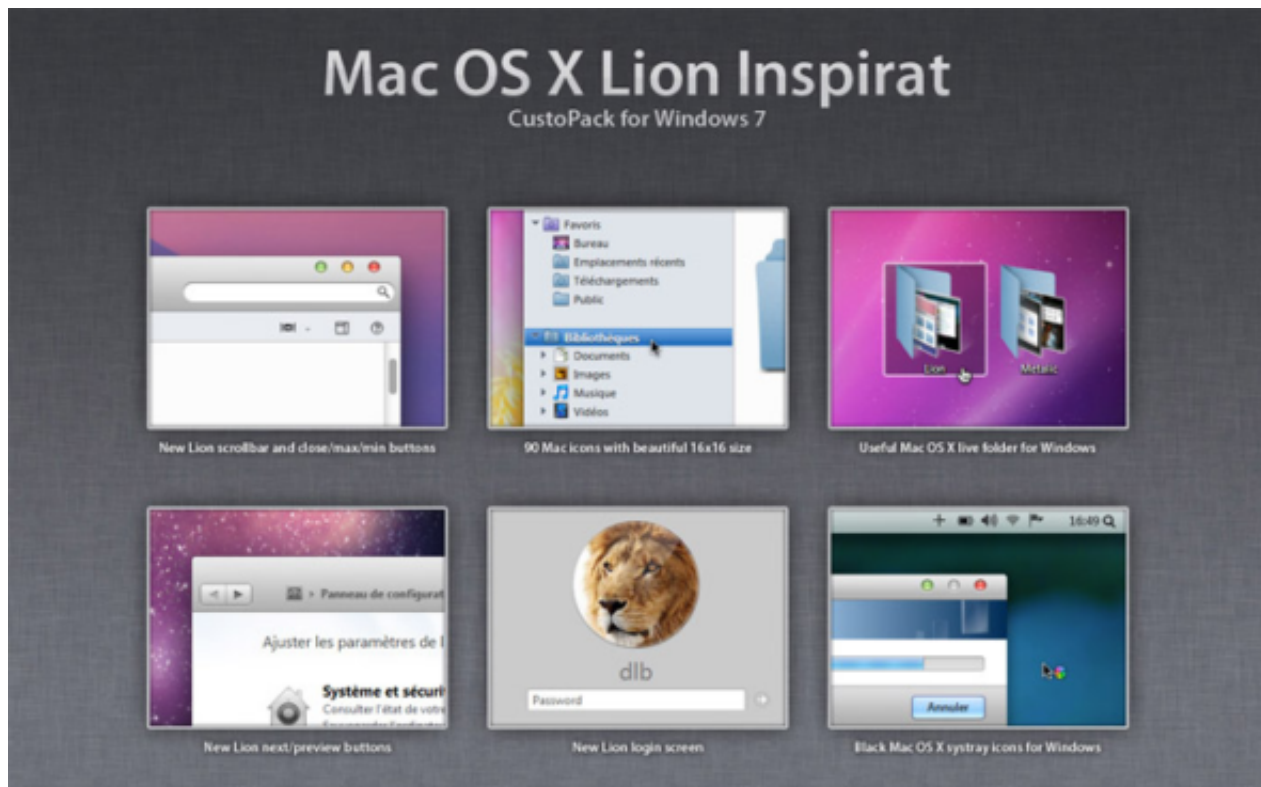 Mac OS X Lion Inspirat
CustoPack for Windows 7
Favoris
Bureau
Emplacements récents
Téléchargements
Public
Bibliothèques
Documents
Images
Musique
Vidéos
Lion
Métalic
New Lion scrollbar and close/max/min buttons
90 Mac icons with beautiful 16x16 size
Useful Mac OS X live folder for Windows
Panneau de configurat
Ajuster les paramètres de l
Système et sécuri
Consulter l'état de votre
dlb
Password
16:49
Annuler
New Lion next/preview buttons
New Lion login screen
Black Mac OS X systray icons for Windows